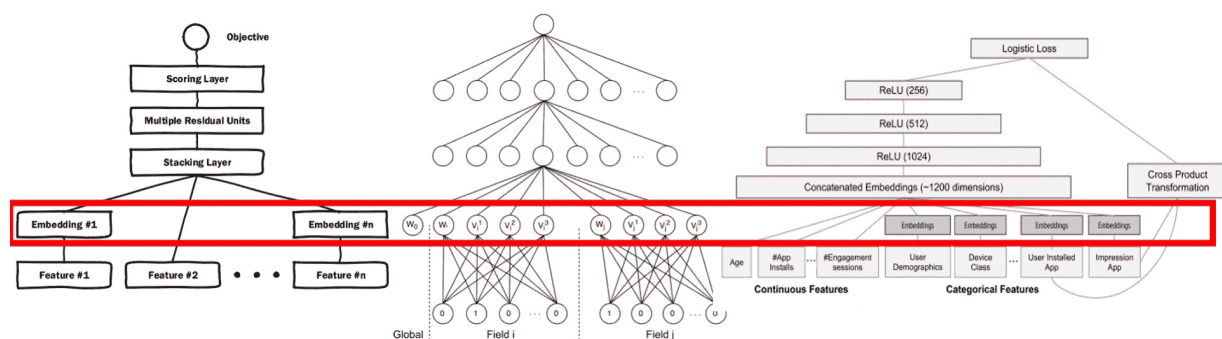 Objective
Scoring Layer
Multiple Residual Units
Stacking Layer
Embedding #1
Embedding #n
Feature #1
Feature #2
• • •
Feature #n
...
...
W₀
Wᵢ
Vᵢ¹
Vᵢ²
Vᵢ³
Wⱼ
Vⱼ¹
Vⱼ²
Vⱼ³
0
1
0
...
0
1
0
0
...
0
Global
Field i
Field j
Logistic Loss
ReLU (256)
ReLU (512)
ReLU (1024)
Concatenated Embeddings (~1200 dimensions)
Cross Product
Transformation
Embeddings
Embeddings
Embeddings
Embeddings
Age
#App
Installs
...
#Engagement
sessions
User
Demographics
Device
Class
...
User Installed
App
Impression
App
Continuous Features
Categorical Features